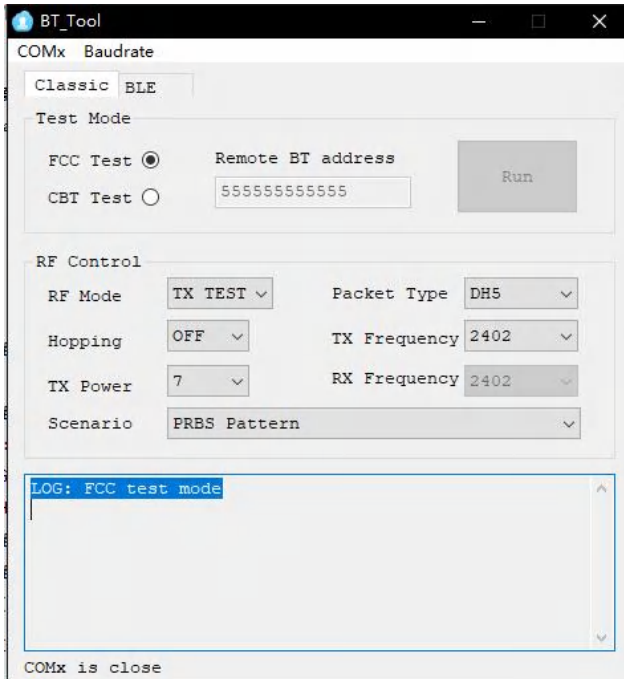 BT_Tool
COMx Baudrate
Classic BLE
Test Mode
FCC Test Remote BT address
CBT Test 555555555555 Run
RF Control
RF Mode TX TEST Packet Type DH5
Hopping OFF TX Frequency 2402
TX Power 7 RX Frequency 2402
Scenario PRBS Pattern
LOG: FCC test mode
COMx is close